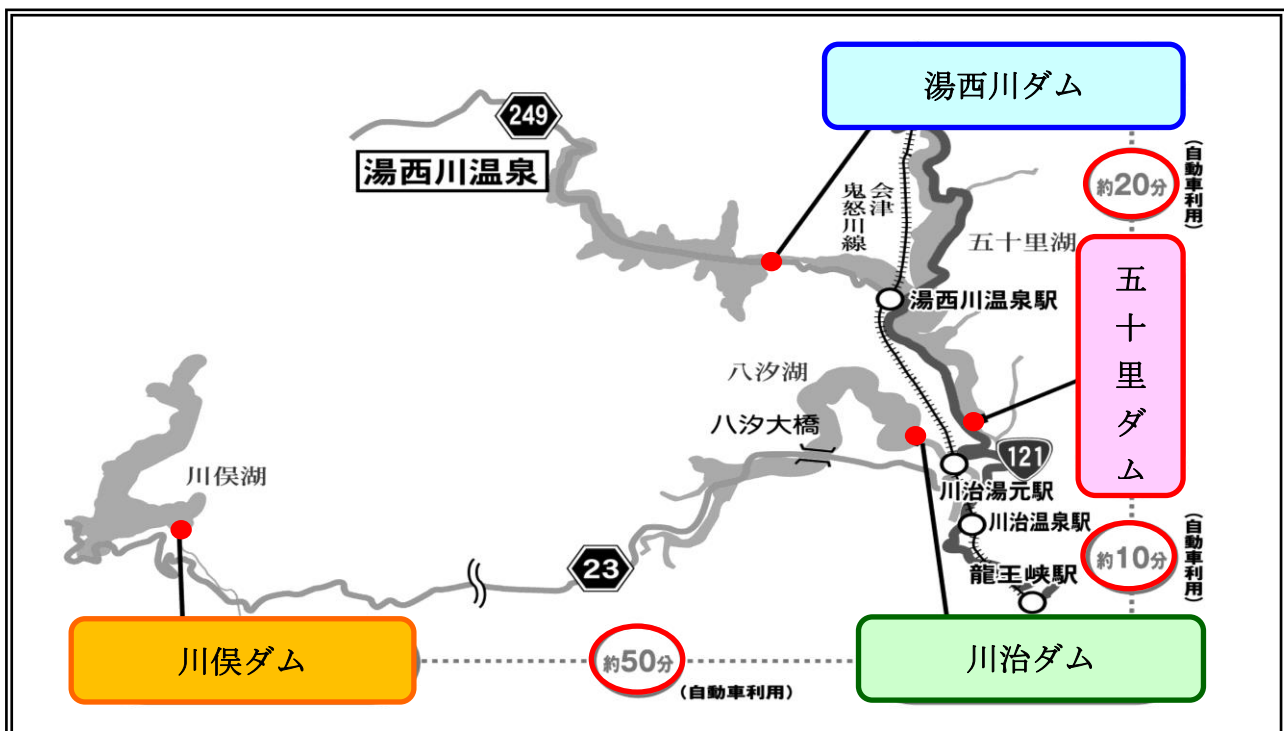 湯西川ダム
249
湯西川温泉
会津
鬼怒川線
五十里湖
約20分
(自動車利用)
湯西川温泉駅
五十里ダム
八汐湖
八汐大橋
121
川治湯元駅
川俣湖
川治温泉駅
約10分
(自動車利用)
23
龍王峡駅
川俣ダム
約50分
(自動車利用)
川治ダム